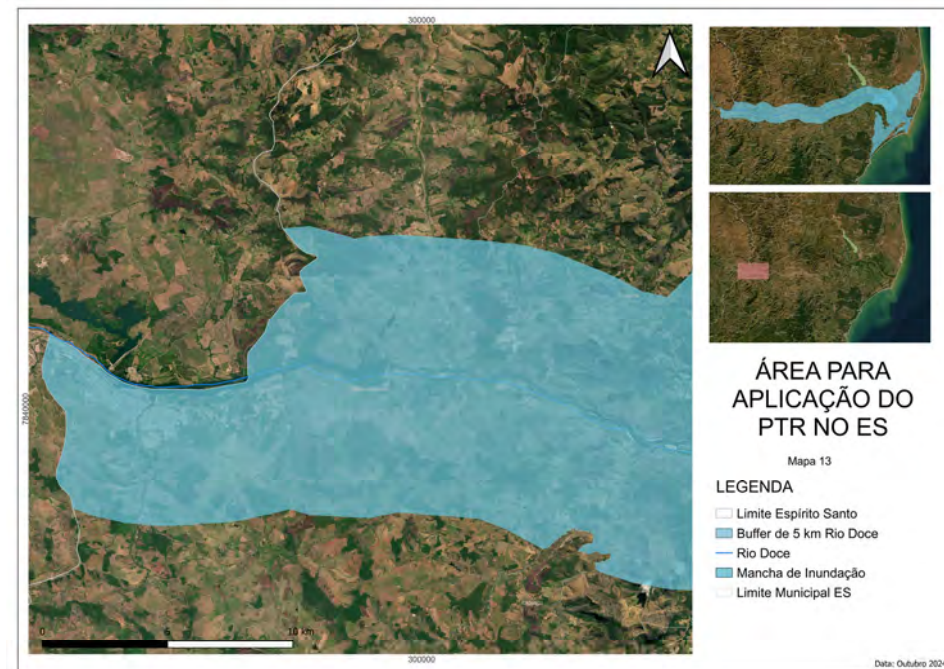 300000
7840000
0
5
10 km
300000
ÁREA PARA
APLICAÇÃO DO
PTR NO ES
Mapa 13
LEGENDA
Limite Espírito Santo
Buffer de 5 km Rio Doce
Rio Doce
Mancha de Inundação
Limite Municipal ES
Data: Outubro 2024